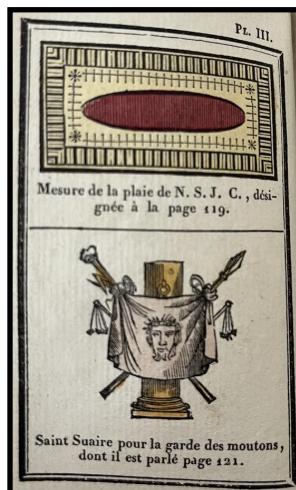 PL. III.
Mesure de la plaie de N. S. J. C., dési-
gnée à la page 119.
Saint Suaire pour la garde des moutons,
dont il est parlé page 121.